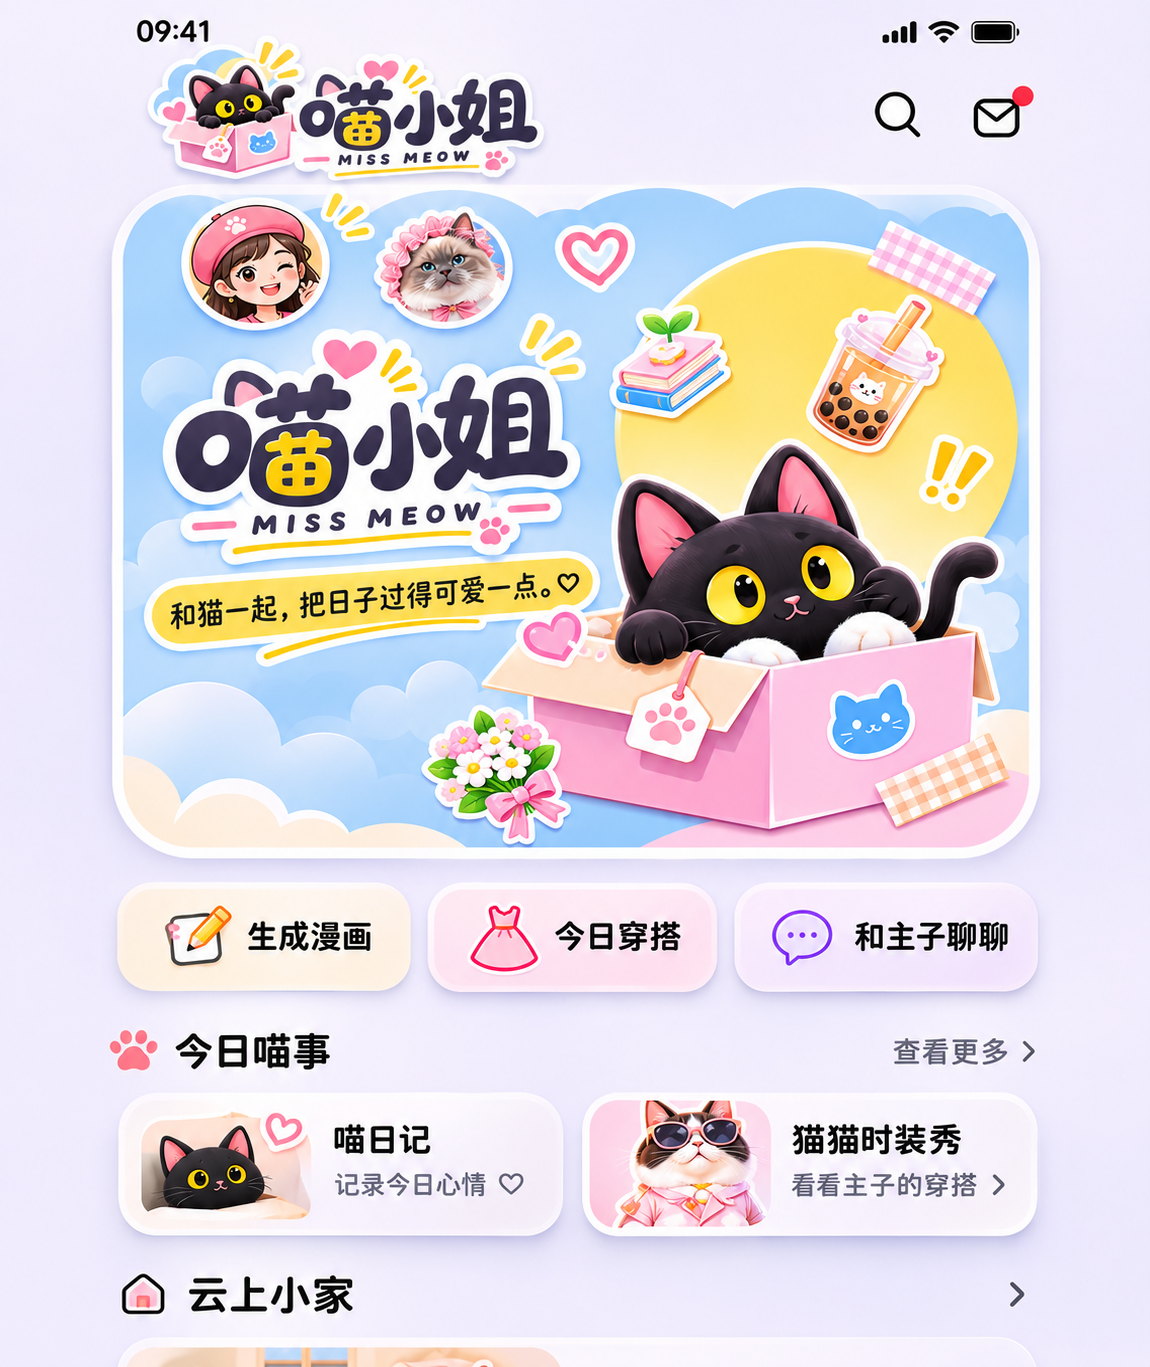 09:41
喵小姐
MISS MEOW
喵小姐
MISS MEOW
和猫一起，把日子过得可爱一点。♡
生成漫画
今日穿搭
和主子聊聊
今日喵事
查看更多 >
喵日记
记录今日心情 ♡
猫猫时装秀
看看主子的穿搭 >
云上小家 >